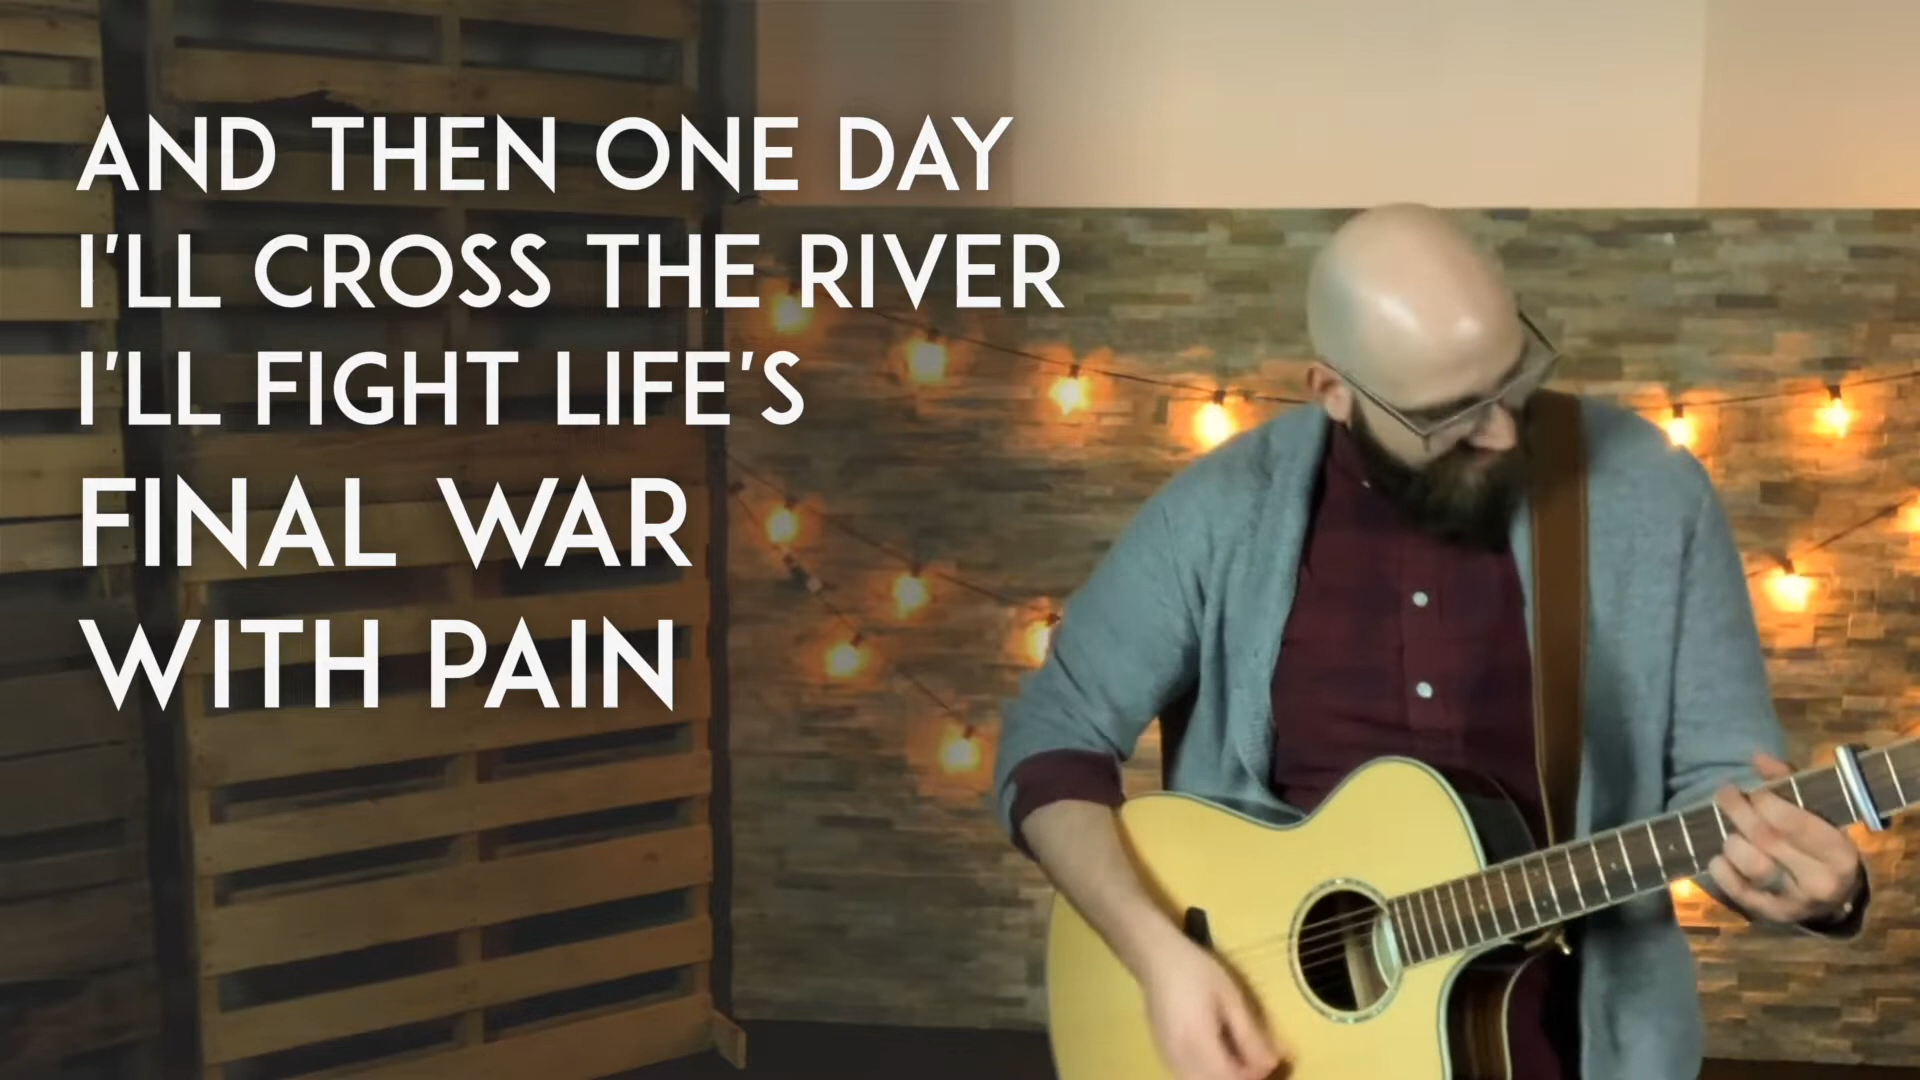 AND THEN ONE DAY
I'LL CROSS THE RIVER
I'LL FIGHT LIFE'S
FINAL WAR
WITH PAIN